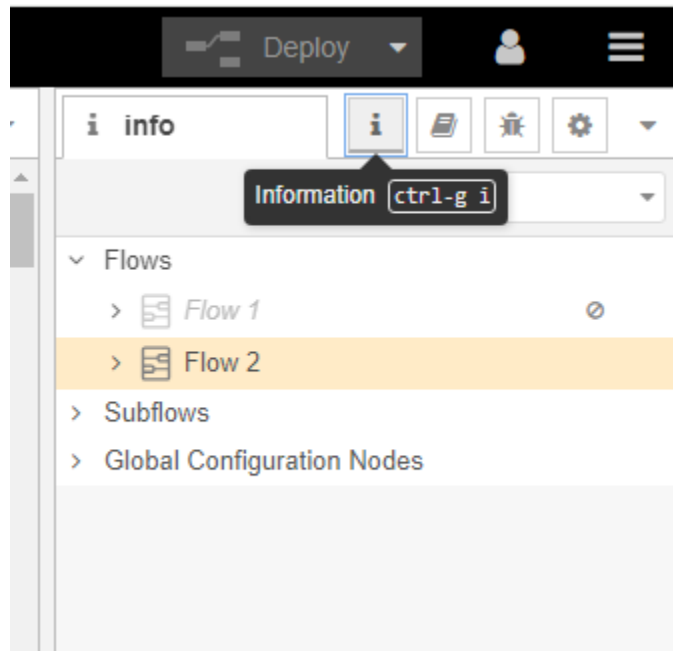 Deploy
i info
i
Information ctrl-g i
Flows
Flow 1
Flow 2
Subflows
Global Configuration Nodes